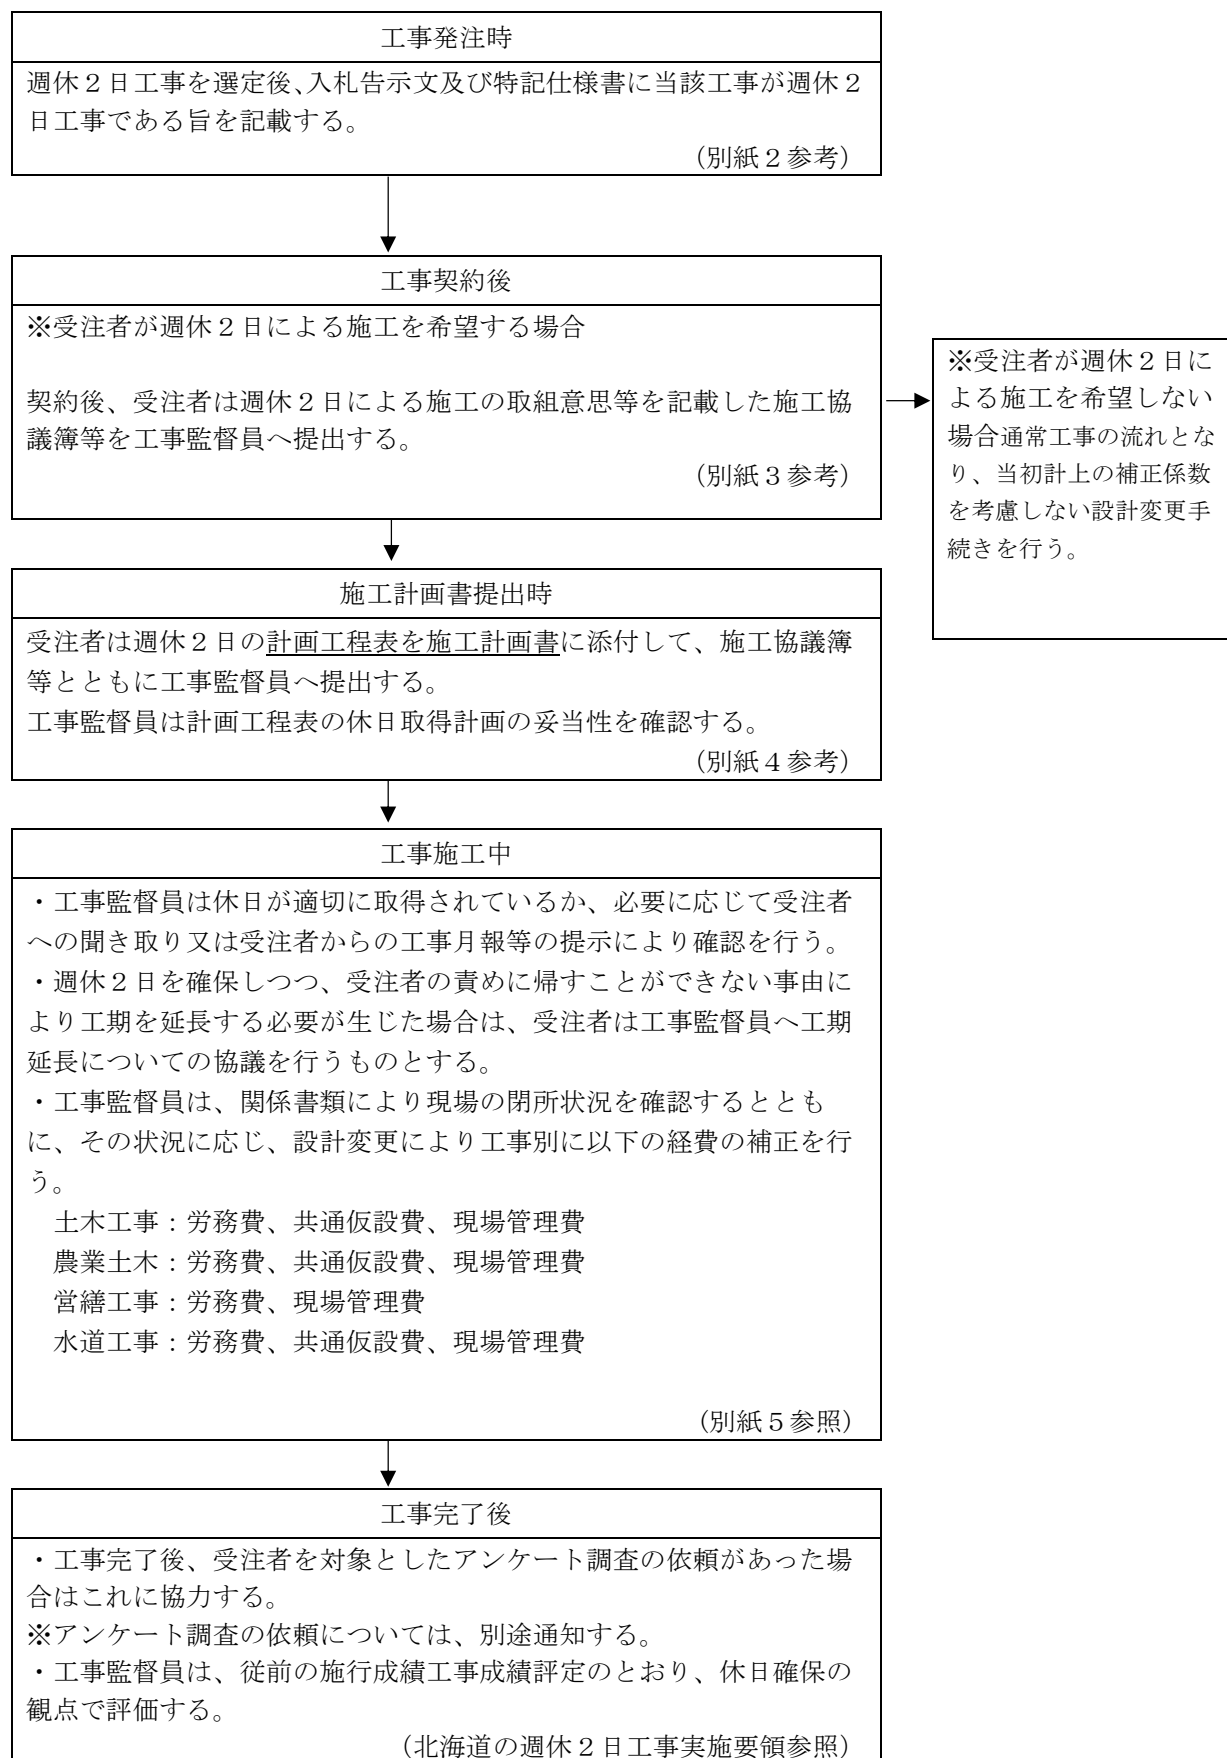 工事発注時
週休２日工事を選定後、入札告示文及び特記仕様書に当該工事が週休２
日工事である旨を記載する。
（別紙２参考）
工事契約後
※受注者が週休２日による施工を希望する場合
契約後、受注者は週休２日による施工の取組意思等を記載した施工協
議簿等を工事監督員へ提出する。
（別紙３参考）
※受注者が週休２日に
よる施工を希望しない
場合通常工事の流れとな
り、当初計上の補正係数
を考慮しない設計変更手
続きを行う。
施工計画書提出時
受注者は週休２日の計画工程表を施工計画書に添付して、施工協議簿
等とともに工事監督員へ提出する。
工事監督員は計画工程表の休日取得計画の妥当性を確認する。
（別紙４参考）
工事施工中
・工事監督員は休日が適切に取得されているか、必要に応じて受注者
への聞き取り又は受注者からの工事月報等の提示により確認を行う。
・週休２日を確保しつつ、受注者の責めに帰すことができない事由に
より工期を延長する必要が生じた場合は、受注者は工事監督員へ工期
延長についての協議を行うものとする。
・工事監督員は、関係書類により現場の閉所状況を確認するととも
に、その状況に応じ、設計変更により工事別に以下の経費の補正を行
う。
土木工事：労務費、共通仮設費、現場管理費
農業土木：労務費、共通仮設費、現場管理費
営繕工事：労務費、現場管理費
水道工事：労務費、共通仮設費、現場管理費
（別紙５参照）
工事完了後
・工事完了後、受注者を対象としたアンケート調査の依頼があった場
合はこれに協力する。
※アンケート調査の依頼については、別途通知する。
・工事監督員は、従前の施行成績工事成績評定のとおり、休日確保の
観点で評価する。
（北海道の週休２日工事実施要領参照）